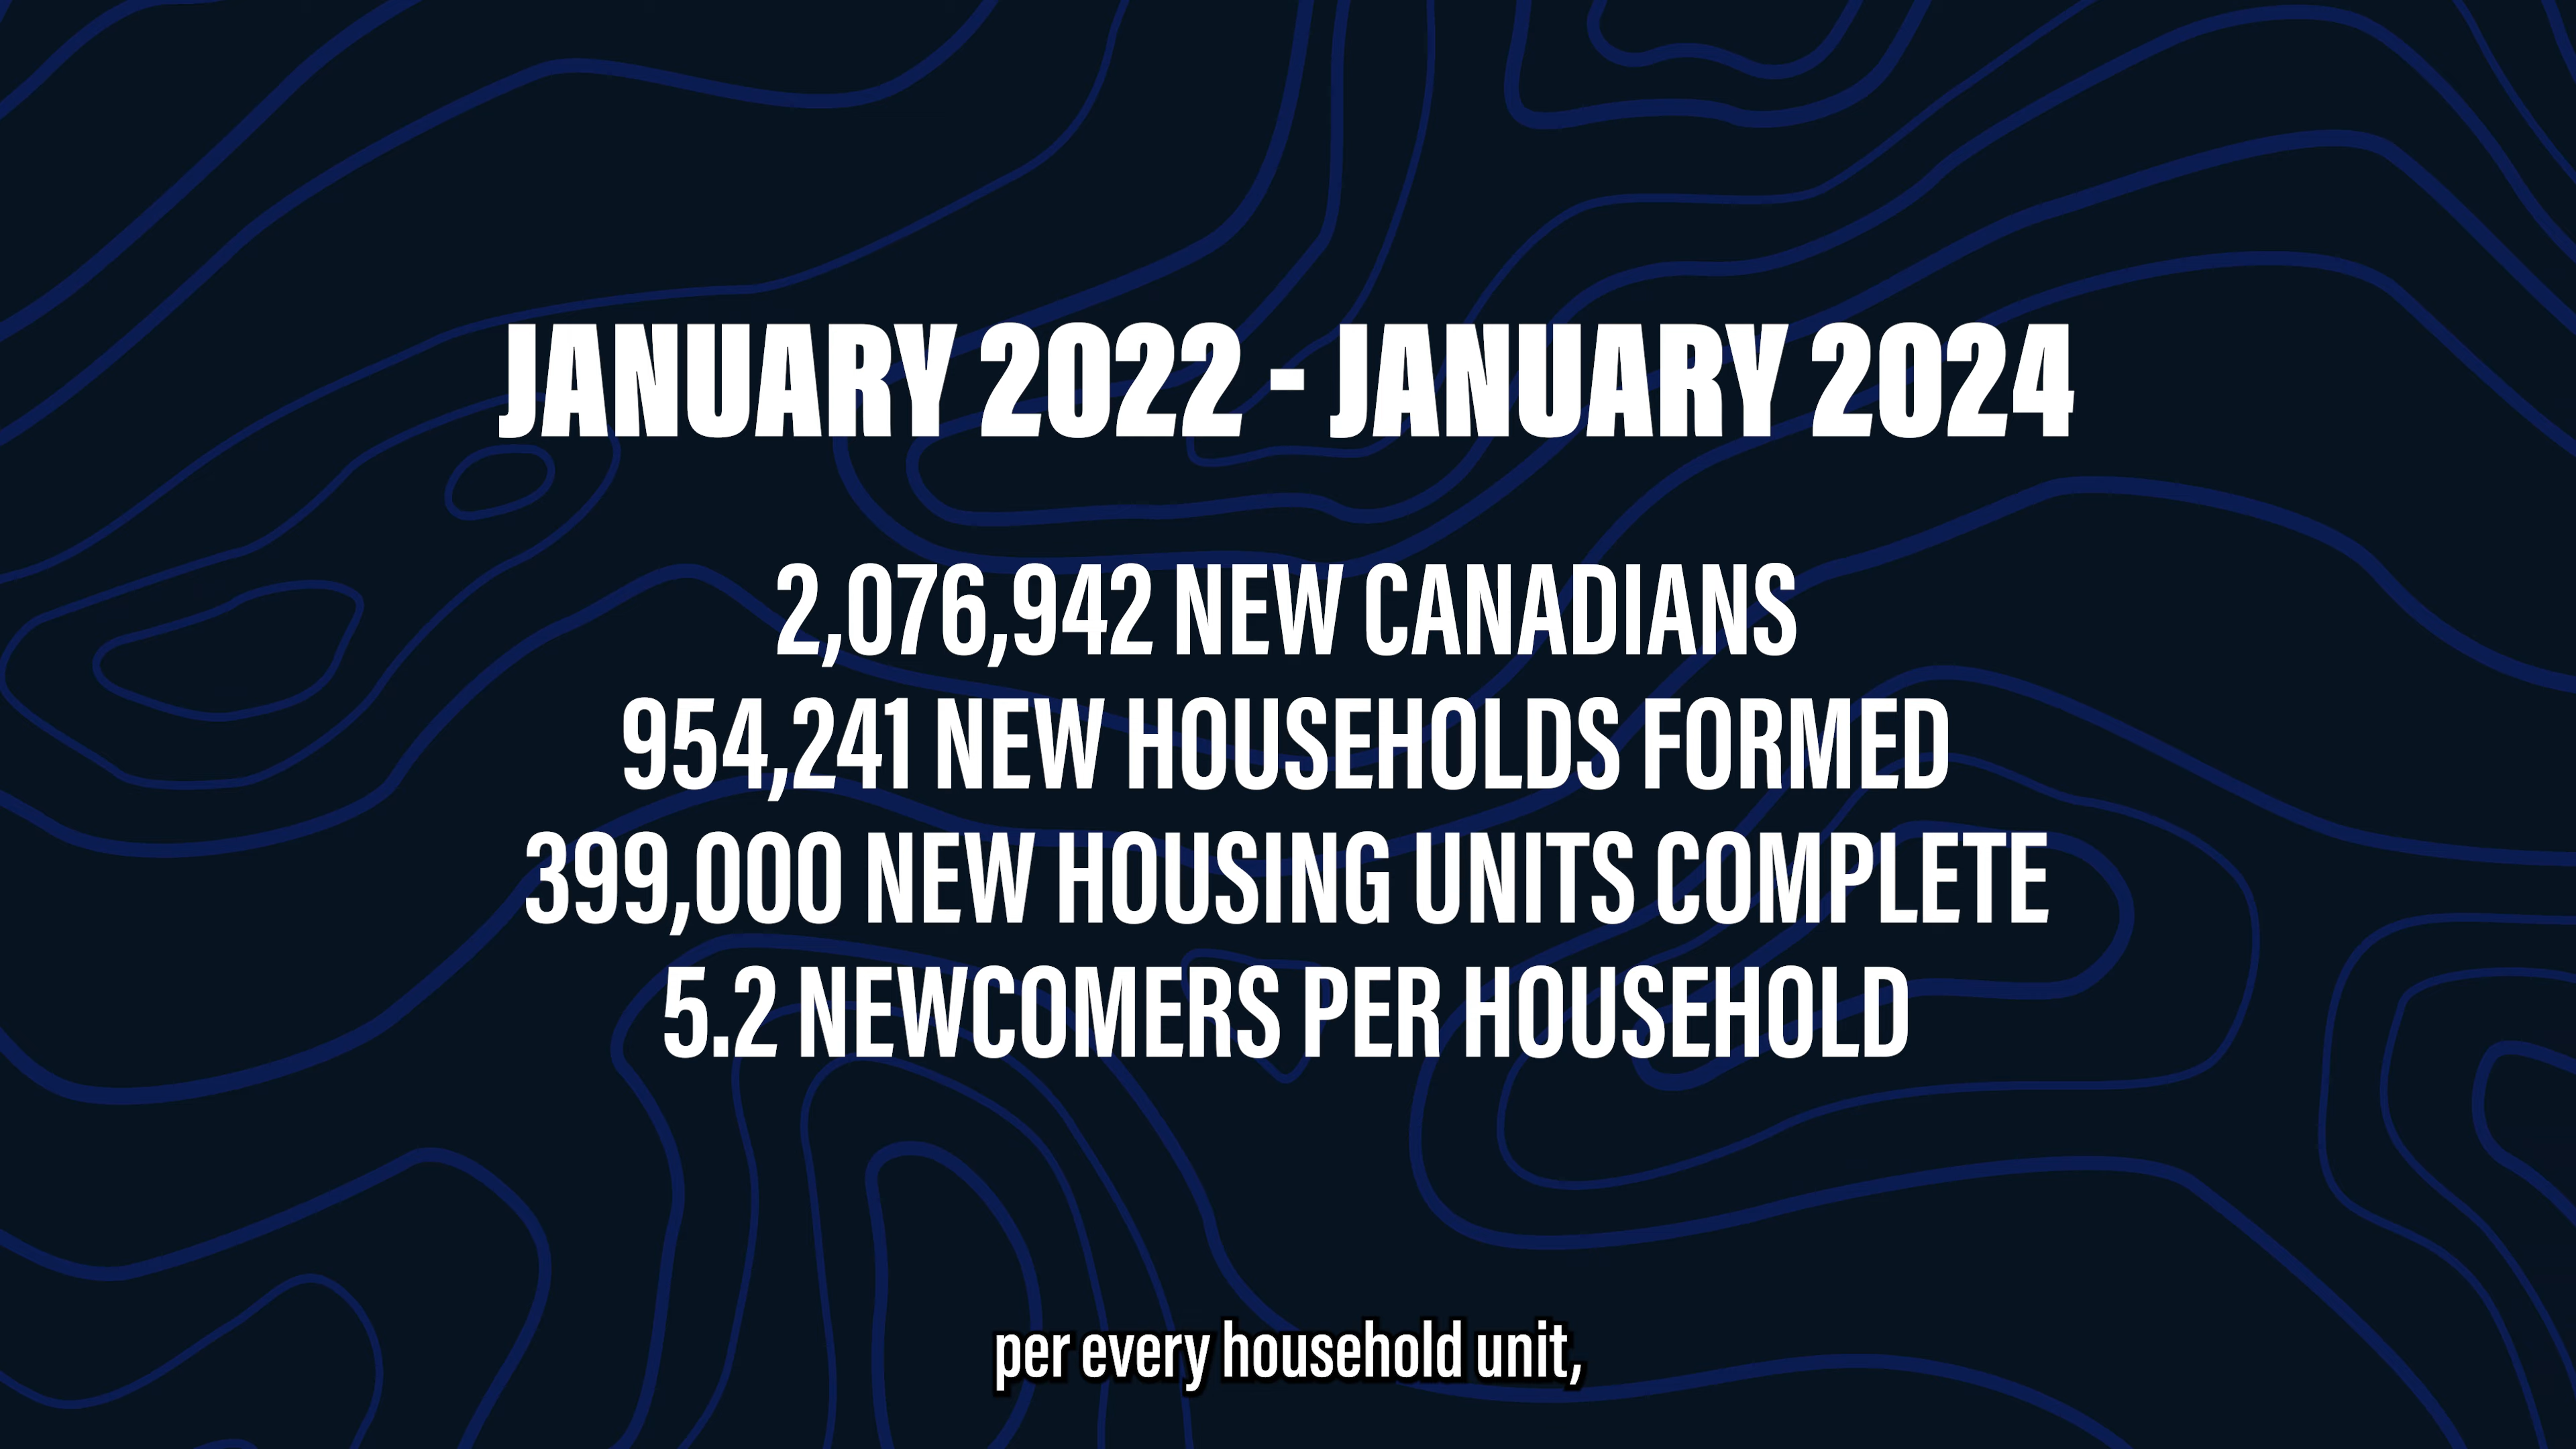 JANUARY 2022 - JANUARY 2024
2,076,942 NEW CANADIANS
954,241 NEW HOUSEHOLDS FORMED
399,000 NEW HOUSING UNITS COMPLETE
5.2 NEWCOMERS PER HOUSEHOLD
per every household unit,